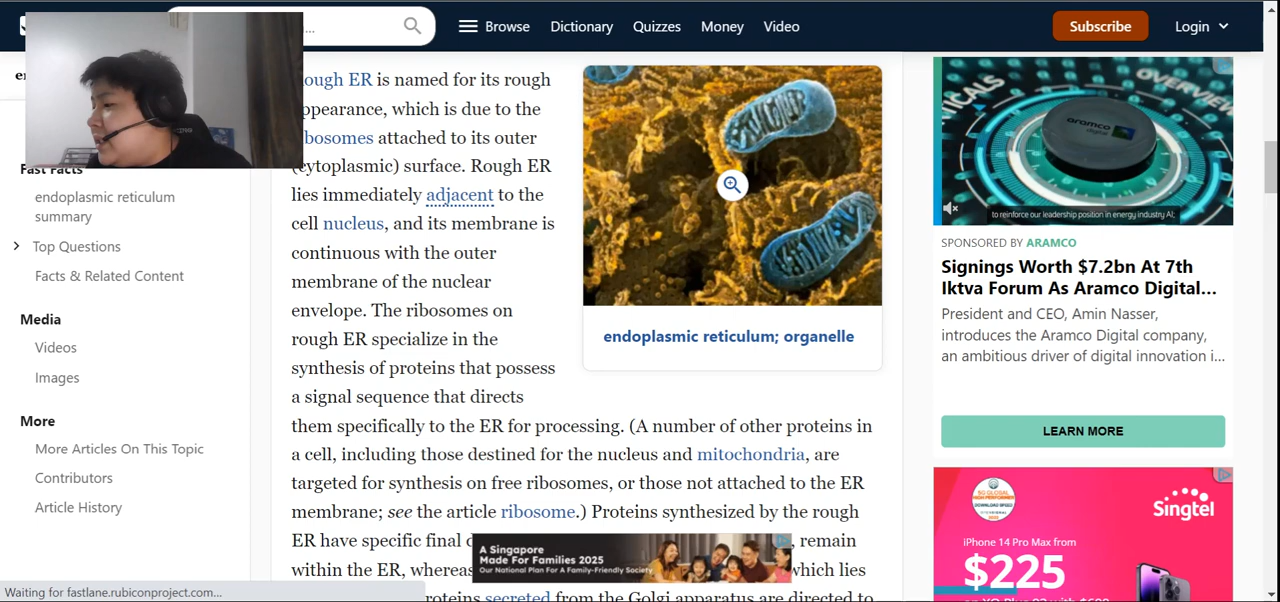 Browse
Dictionary
Quizzes
Money
Video
Subscribe
Login
Fast Facts
endoplasmic reticulum
summary
Top Questions
Facts & Related Content
Media
Videos
Images
More
More Articles On This Topic
Contributors
Article History
ough ER is named for its rough
ppearance, which is due to the
ibosomes attached to its outer
(cytoplasmic) surface. Rough ER
lies immediately adjacent to the
cell nucleus, and its membrane is
continuous with the outer
membrane of the nuclear
envelope. The ribosomes on
rough ER specialize in the
synthesis of proteins that possess
a signal sequence that directs
them specifically to the ER for processing. (A number of other proteins in
a cell, including those destined for the nucleus and mitochondria, are
targeted for synthesis on free ribosomes, or those not attached to the ER
membrane; see the article ribosome.) Proteins synthesized by the rough
ER have specific final , remain
within the ER, whereas which lies
proteins secreted from the Golgi apparatus are directed to
endoplasmic reticulum; organelle
A Singapore
Made For Families 2025
Our National Plan For A Family-Friendly Society
OVERVIEW
aramco
digital
to reinforce our leadership position in energy industry AI;
SPONSORED BY ARAMCO
Signings Worth $7.2bn At 7th
Iktva Forum As Aramco Digital...
President and CEO, Amin Nasser,
introduces the Aramco Digital company,
an ambitious driver of digital innovation i...
LEARN MORE
Singtel
iPhone 14 Pro Max from
$225
Waiting for fastlane.rubiconproject.com...